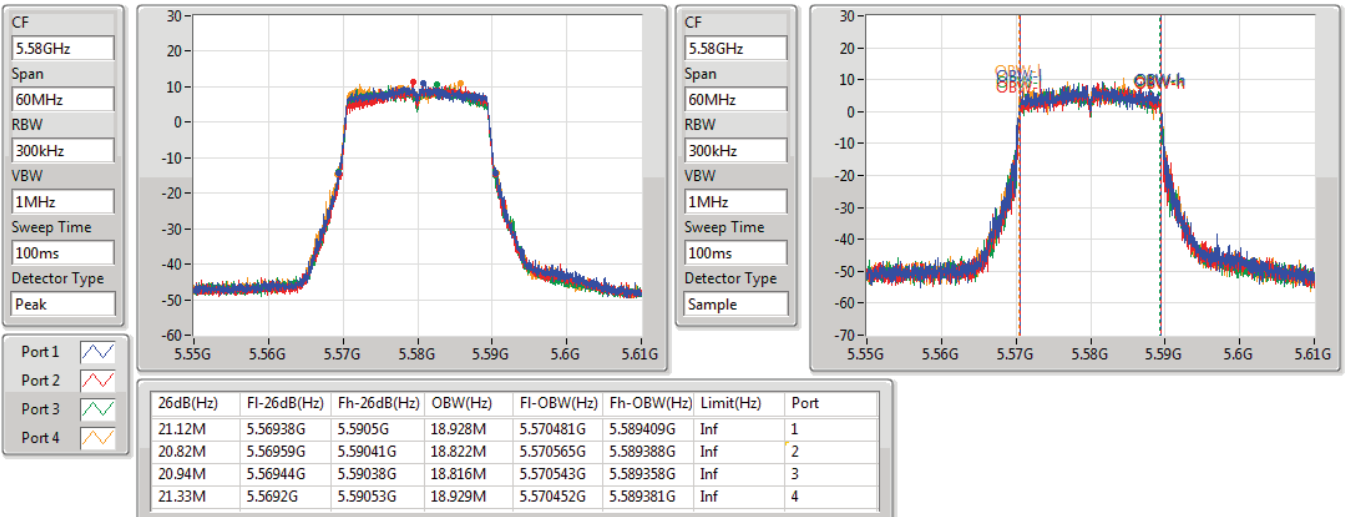 CF
5.58GHz
Span
60MHz
RBW
300kHz
VBW
1MHz
Sweep Time
100ms
Detector Type
Peak
30
20
10
0
-10
-20
-30
-40
-50
-60
5.55G 5.56G 5.57G 5.58G 5.59G 5.6G 5.61G
CF
5.58GHz
Span
60MHz
RBW
300kHz
VBW
1MHz
Sweep Time
100ms
Detector Type
Sample
30
20
10
0
-10
-20
-30
-40
-50
-60
-70
OBW-h
5.55G 5.56G 5.57G 5.58G 5.59G 5.6G 5.61G
Port 1
Port 2
Port 3
Port 4
26dB(Hz) Fl-26dB(Hz) Fh-26dB(Hz) OBW(Hz) Fl-OBW(Hz) Fh-OBW(Hz) Limit(Hz) Port
21.12M 5.56938G 5.5905G 18.928M 5.570481G 5.589409G Inf 1
20.82M 5.56959G 5.59041G 18.822M 5.570565G 5.589388G Inf 2
20.94M 5.56944G 5.59038G 18.816M 5.570543G 5.589358G Inf 3
21.33M 5.5692G 5.59053G 18.929M 5.570452G 5.589381G Inf 4